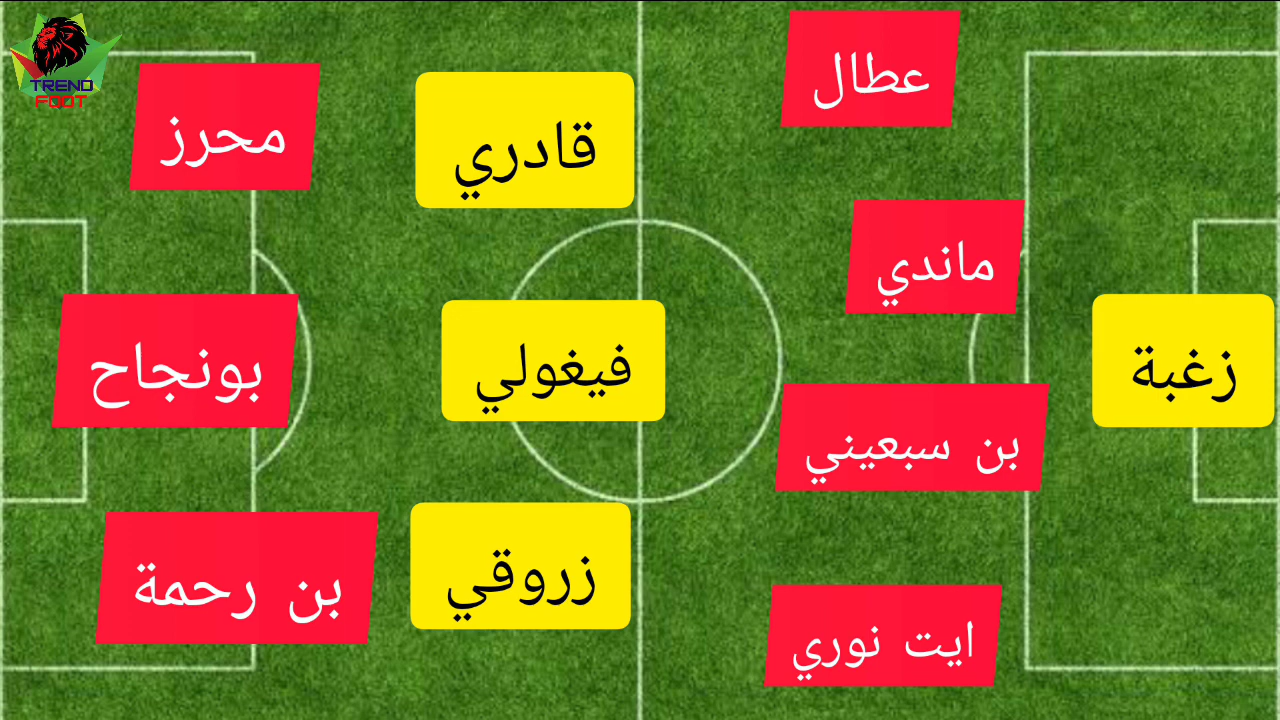 TREND
FOOT
عطال
قادري
محرز
ماندي
زغبة
فيغولي
بونجاح
بن سبعيني
زروقي
بن رحمة
ايت نوري